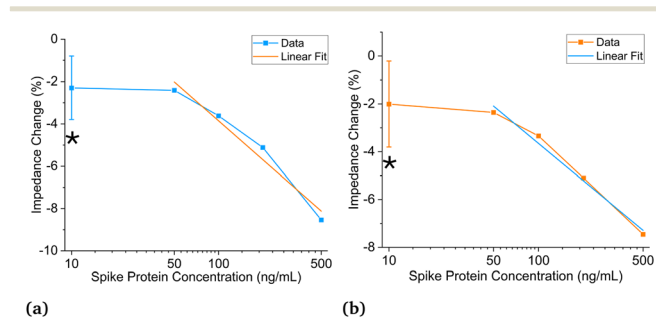 0
-2
-4
-6
-8
-10
Impedance Change (%)
10
50
100
500
Spike Protein Concentration (ng/mL)
Data
Linear Fit
*
(a)
0
-2
-4
-6
-8
Impedance Change (%)
10
50
100
500
Spike Protein Concentration (ng/mL)
Data
Linear Fit
*
(b)